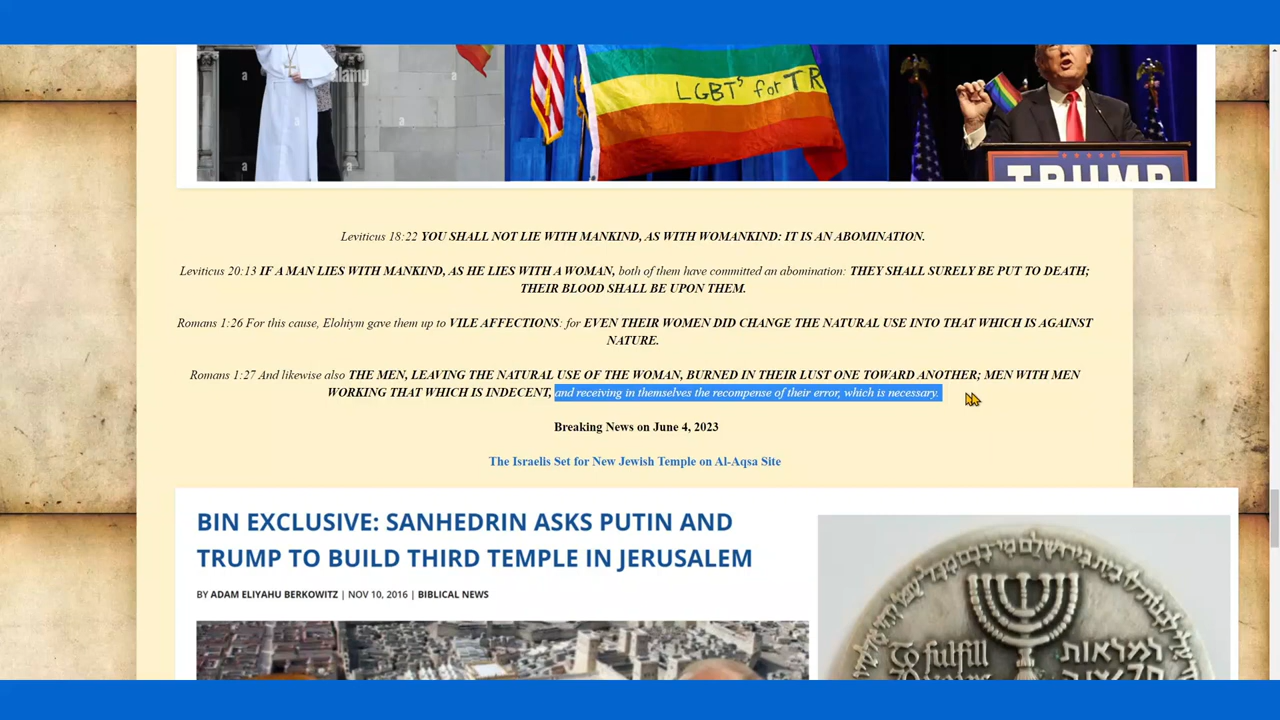 alamy
a
a
a
a
a
LGBTs for TR
TRUMP
Leviticus 18:22 YOU SHALL NOT LIE WITH MANKIND, AS WITH WOMANKIND: IT IS AN ABOMINATION.
Leviticus 20:13 IF A MAN LIES WITH MANKIND, AS HE LIES WITH A WOMAN, both of them have committed an abomination: THEY SHALL SURELY BE PUT TO DEATH;
THEIR BLOOD SHALL BE UPON THEM.
Romans 1:26 For this cause, Elohiym gave them up to VILE AFFECTIONS: for EVEN THEIR WOMEN DID CHANGE THE NATURAL USE INTO THAT WHICH IS AGAINST
NATURE.
Romans 1:27 And likewise also THE MEN, LEAVING THE NATURAL USE OF THE WOMAN, BURNED IN THEIR LUST ONE TOWARD ANOTHER; MEN WITH MEN
WORKING THAT WHICH IS INDECENT, and receiving in themselves the recompense of their error, which is necessary.
Breaking News on June 4, 2023
The Israelis Set for New Jewish Temple on Al-Aqsa Site
BIN EXCLUSIVE: SANHEDRIN ASKS PUTIN AND
TRUMP TO BUILD THIRD TEMPLE IN JERUSALEM
BY ADAM ELIYAHU BERKOWITZ | NOV 10, 2016 | BIBLICAL NEWS
To fulfill
ולמראות